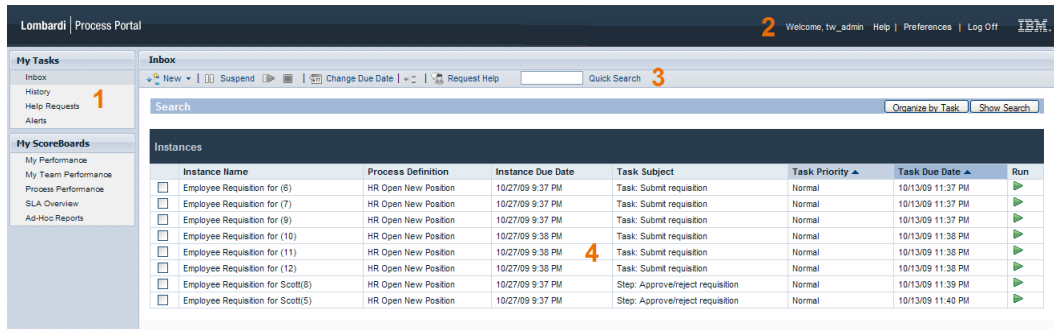 Lombardi | Process Portal
2 Welcome, tw_admin Help | Preferences | Log Off IBM.
My Tasks
Inbox
History
Help Requests
Alerts
1
My ScoreBoards
My Performance
My Team Performance
Process Performance
SLA Overview
Ad-Hoc Reports
Inbox
New | Suspend | Change Due Date | | Request Help Quick Search 3
Search Organize by Task Show Search
Instances
Instance Name Process Definition Instance Due Date Task Subject Task Priority Task Due Date Run
Employee Requisition for (6) HR Open New Position 10/27/09 9:37 PM Task: Submit requisition Normal 10/13/09 11:37 PM
Employee Requisition for (7) HR Open New Position 10/27/09 9:37 PM Task: Submit requisition Normal 10/13/09 11:37 PM
Employee Requisition for (9) HR Open New Position 10/27/09 9:37 PM Task: Submit requisition Normal 10/13/09 11:37 PM
Employee Requisition for (10) HR Open New Position 10/27/09 9:38 PM Task: Submit requisition Normal 10/13/09 11:38 PM
Employee Requisition for (11) HR Open New Position 10/27/09 9:38 PM 4 Task: Submit requisition Normal 10/13/09 11:38 PM
Employee Requisition for (12) HR Open New Position 10/27/09 9:38 PM Task: Submit requisition Normal 10/13/09 11:38 PM
Employee Requisition for Scott(8) HR Open New Position 10/27/09 9:37 PM Step: Approve/reject requisition Normal 10/13/09 11:39 PM
Employee Requisition for Scott(5) HR Open New Position 10/27/09 9:37 PM Step: Approve/reject requisition Normal 10/13/09 11:40 PM